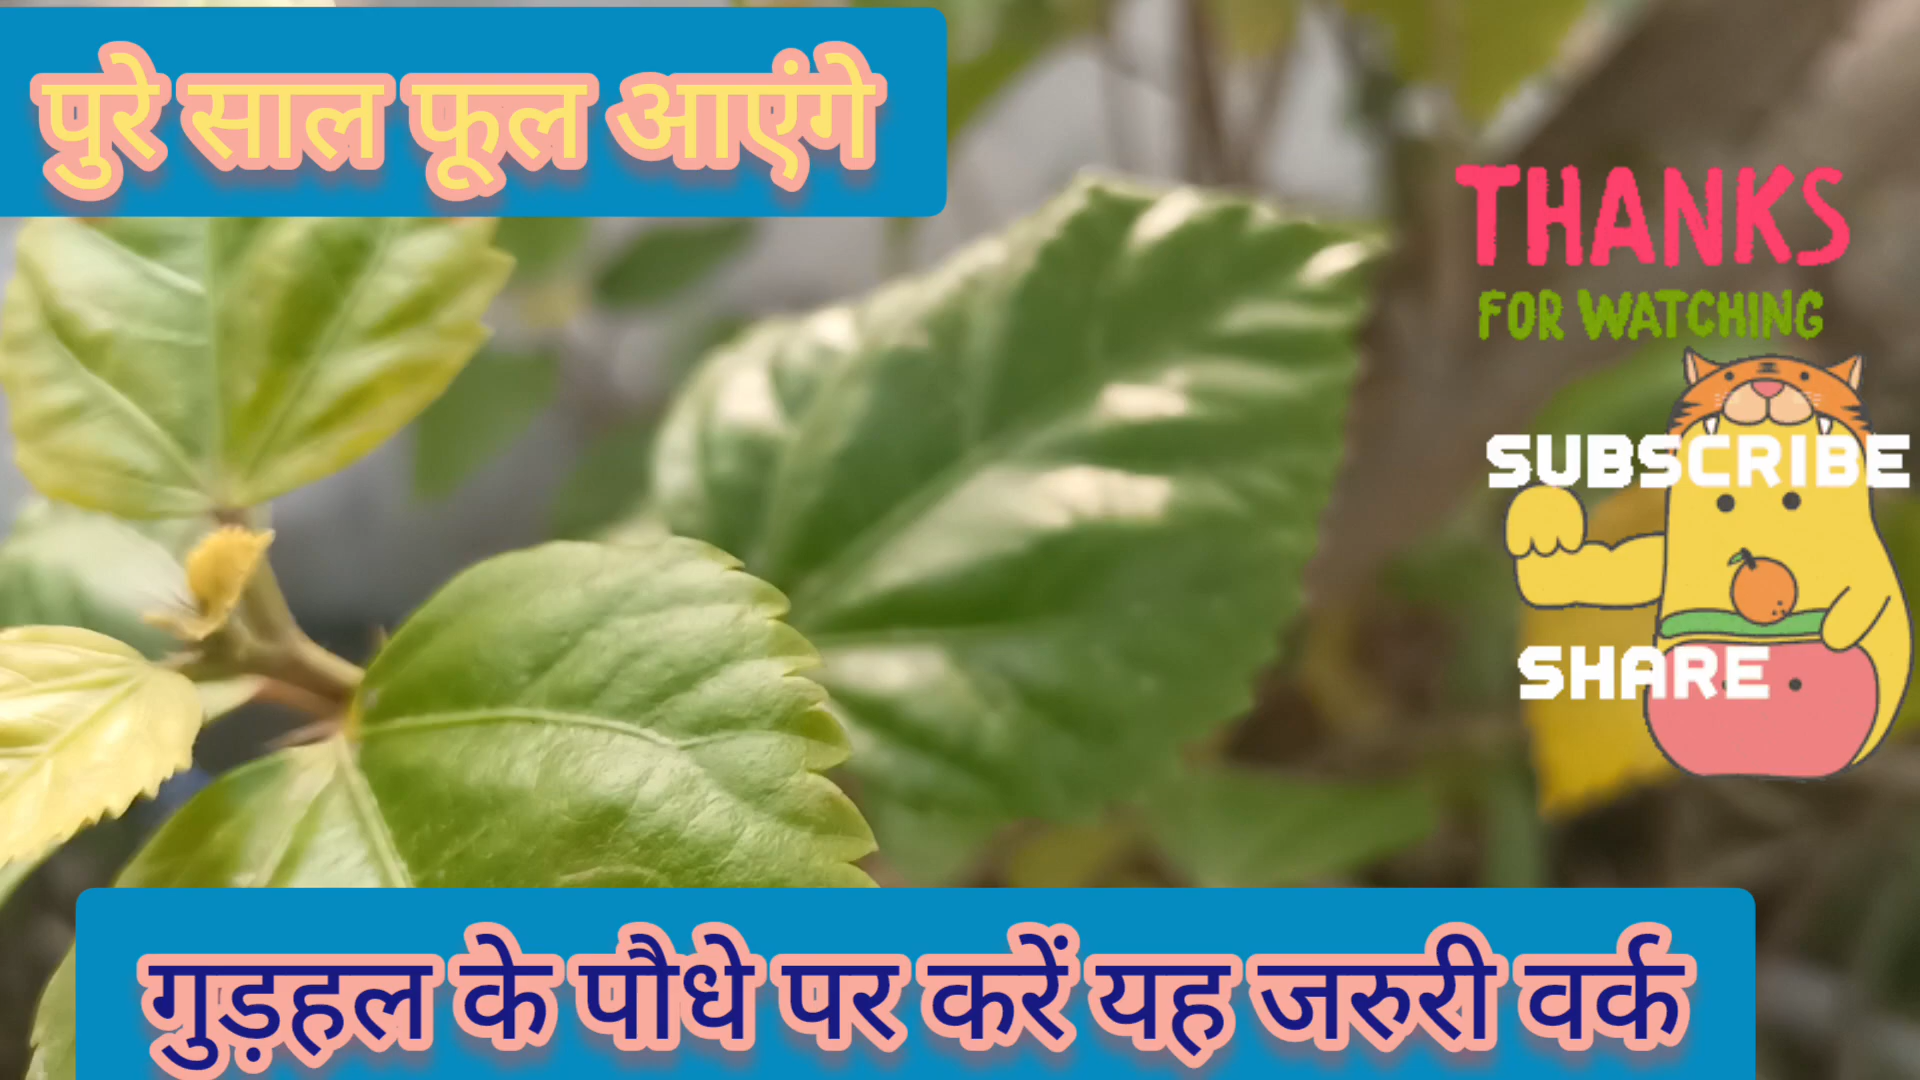 पुरे साल फूल आएंगे
THANKS
FOR WATCHING
SUBSCRIBE
SHARE
गुड़हल के पौधे पर करें यह जरुरी वर्क